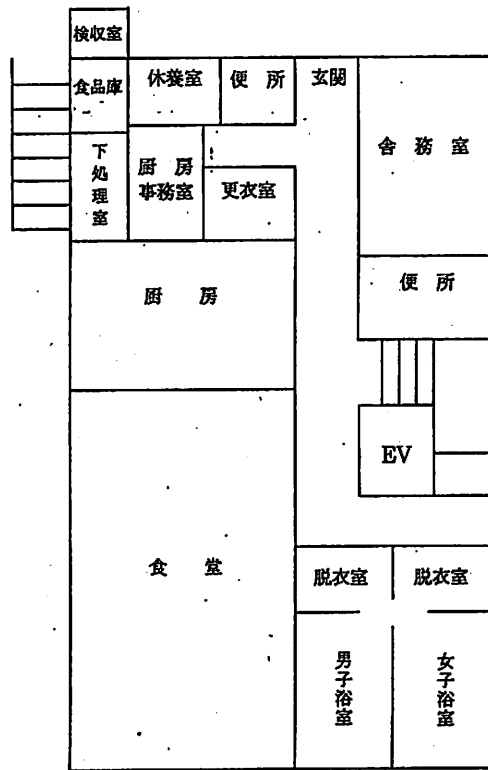 検収室
食品庫
休養室
便所
玄関
舎務室
下処理室
厨房
事務室
更衣室
便所
厨房
EV
食堂
脱衣室
脱衣室
男子浴室
女子浴室